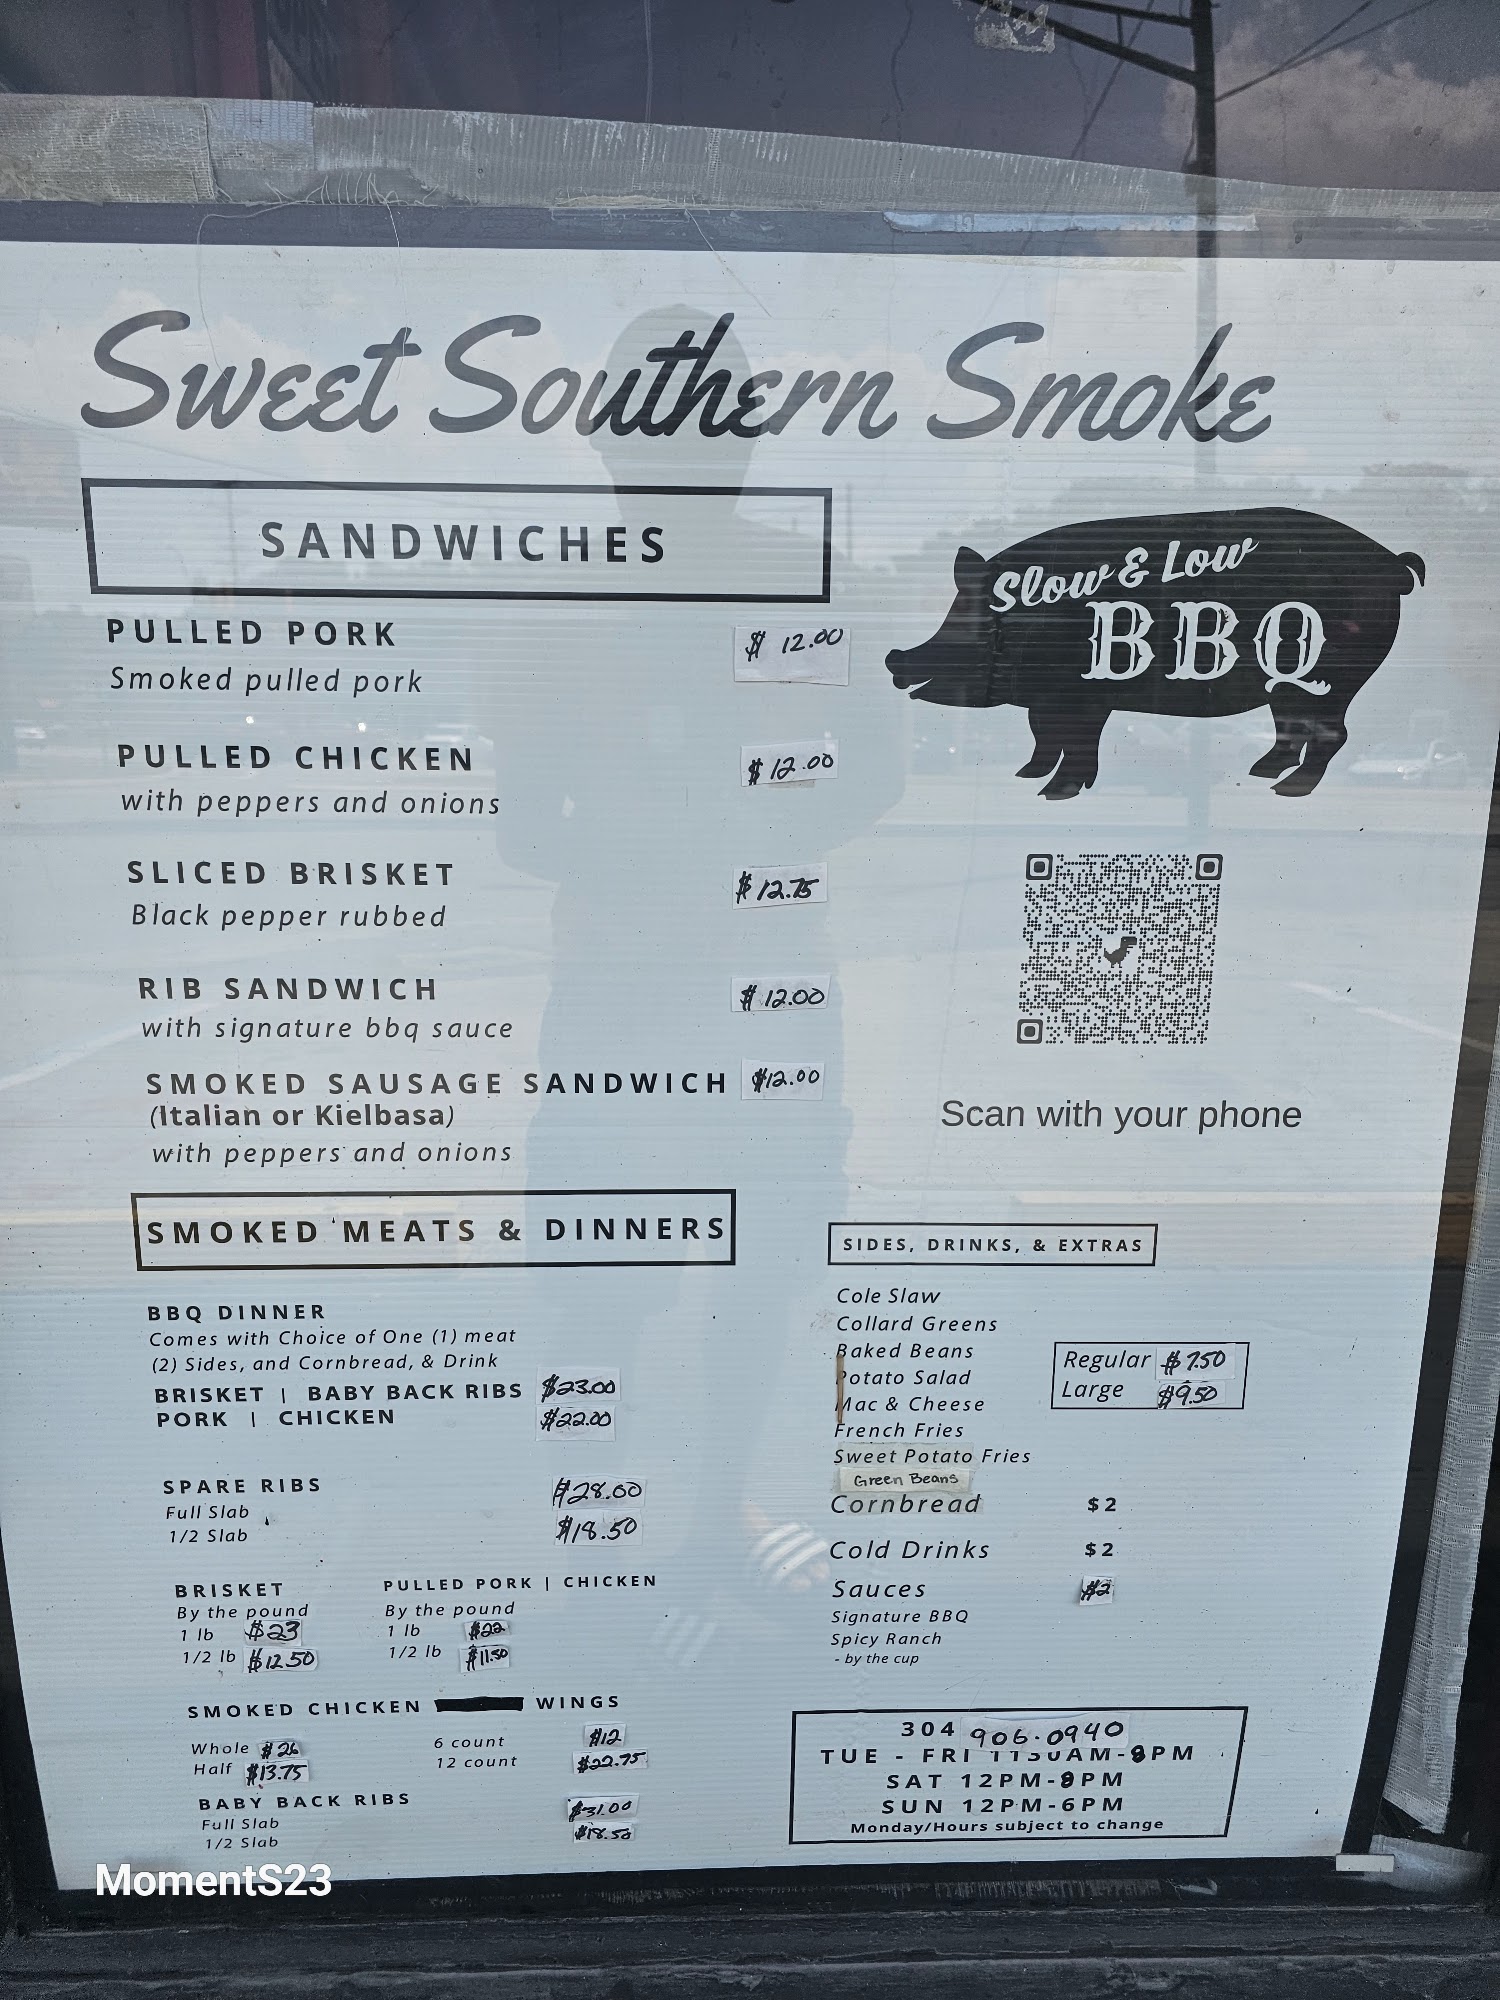 Sweet Southern Smoke
SANDWICHES
PULLED PORK $ 12.00
Smoked pulled pork
PULLED CHICKEN $ 12.00
with peppers and onions
SLICED BRISKET $ 12.75
Black pepper rubbed
RIB SANDWICH $ 12.00
with signature bbq sauce
SMOKED SAUSAGE SANDWICH $12.00
(Italian or Kielbasa)
with peppers and onions
Slow & Low
BBQ
Scan with your phone
SMOKED MEATS & DINNERS
BBQ DINNER
Comes with Choice of One (1) meat
(2) Sides, and Cornbread, & Drink
BRISKET | BABY BACK RIBS $23.00
PORK | CHICKEN $22.00
SPARE RIBS
Full Slab $28.00
1/2 Slab $18.50
BRISKET
By the pound
1 lb $23
1/2 lb $12.50
PULLED PORK | CHICKEN
By the pound
1 lb $22
1/2 lb $11.50
SMOKED CHICKEN WINGS
Whole $26
Half $13.75
6 count $12
12 count $22.75
BABY BACK RIBS
Full Slab $31.00
1/2 Slab $18.50
SIDES, DRINKS, & EXTRAS
Cole Slaw
Collard Greens
Baked Beans
Potato Salad
Mac & Cheese
French Fries
Sweet Potato Fries
Green Beans
Regular $7.50
Large $9.50
Cornbread $2
Cold Drinks $2
Sauces $2
Signature BBQ
Spicy Ranch
- by the cup
304 906.0940
TUE - FRI 1130AM-8PM
SAT 12PM-8PM
SUN 12PM-6PM
Monday/Hours subject to change
MomentS23